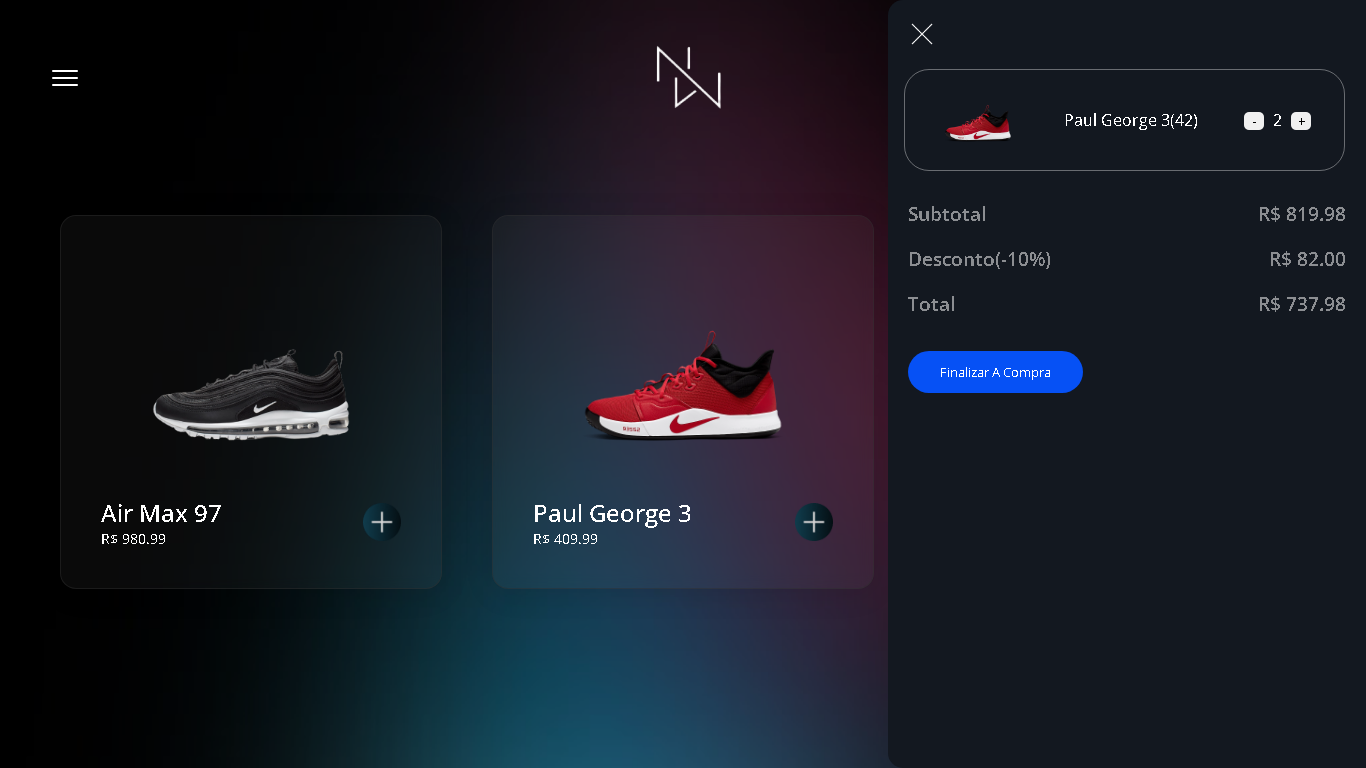 Paul George 3(42)
- 2 +
Subtotal R$ 819.98
Desconto(-10%) R$ 82.00
Total R$ 737.98
Finalizar A Compra
Air Max 97
R$ 980.99
Paul George 3
R$ 409.99